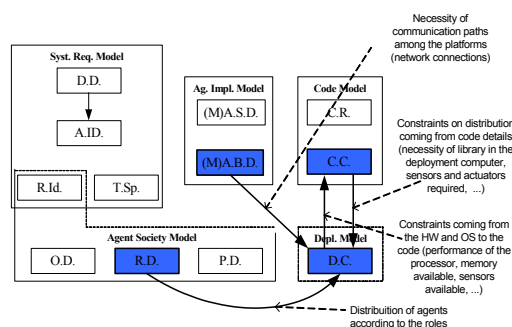 Necessity of
communication paths
among the platforms
(network connections)
Syst. Req. Model
D.D.
A.ID.
R.Id.
T.Sp.
Ag. Impl. Model
(M)A.S.D.
(M)A.B.D.
Code Model
C.R.
C.C.
Constraints on distribution
coming from code details
(necessity of library in the
deployment computer,
sensors and actuators
required, ...)
Agent Society Model
O.D.
R.D.
P.D.
Depl. Model
D.C.
Constraints coming from
the HW and OS to the
code (performance of the
processor, memory
available, sensors
available, ...)
Distribution of agents
according to the roles